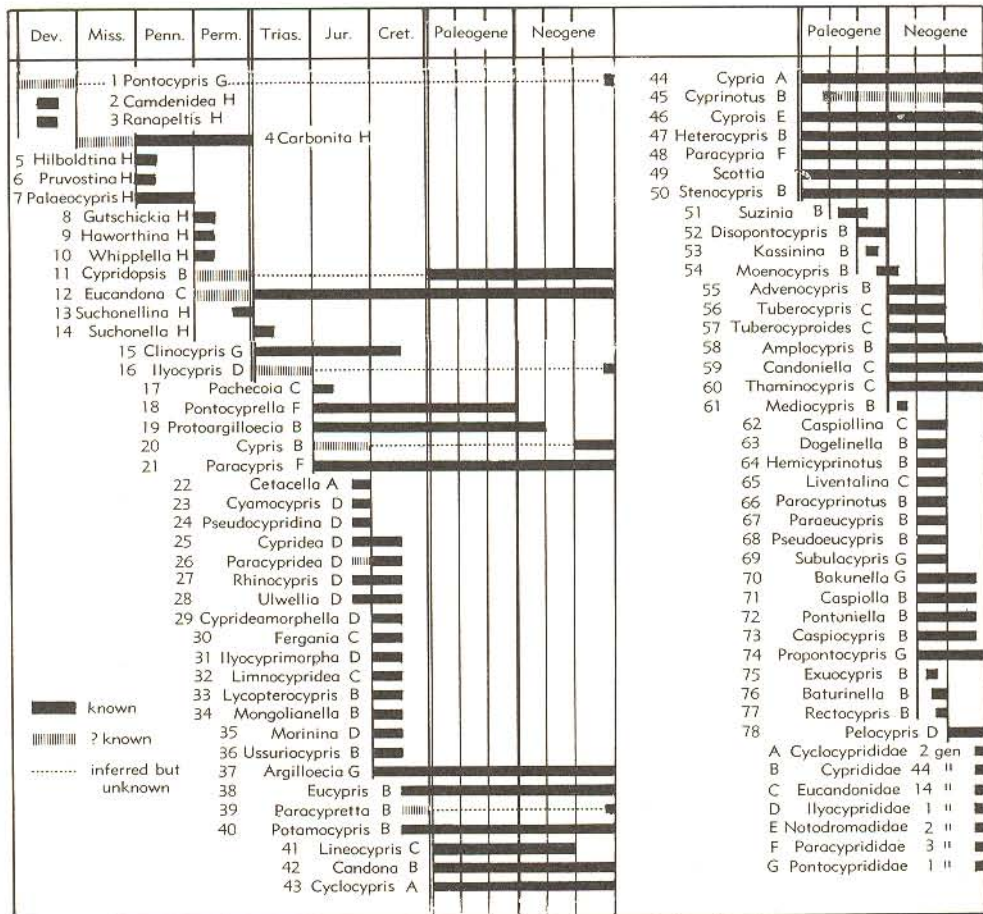 Dev. Miss. Penn. Perm. Trias. Jur. Cret. Paleogene Neogene
1 Pontocypris G
2 Camdenidea H
3 Ranapeltis H
4 Carbonita H
5 Hilboldtina H
6 Pruvostina H
7 Palaeocypris H
8 Gutschickia H
9 Haworthina H
10 Whipplella H
11 Cypridopsis B
12 Eucandona C
13 Suchonellina H
14 Suchonella H
15 Clinocypris G
16 Ilyocypris D
17 Pachecoia C
18 Pontocyprella F
19 Protoargilloecia B
20 Cypris B
21 Paracypris F
22 Cetacella A
23 Cyamocypris D
24 Pseudocypridina D
25 Cypridea D
26 Paracypridea D
27 Rhinocypris D
28 Ulwellia D
29 Cyprideamorphella D
30 Fergania C
31 Ilyocyprimorpha D
32 Limnocypridea C
33 Lycopterocypris B
34 Mongolianella B
35 Morinina D
36 Ussuriocypris B
37 Argilloecia G
38 Eucypris B
39 Paracypretta B
40 Potamocypris B
41 Lineocypris C
42 Candona B
43 Cyclocypris A
known
? known
inferred but
unknown
Paleogene Neogene
44 Cypria A
45 Cyprinotus B
46 Cyprois E
47 Heterocypris B
48 Paracypria F
49 Scottia
50 Stenocypris B
51 Suzinia B
52 Disopontocypris B
53 Kassinina B
54 Moenocypris B
55 Advenocypris B
56 Tuberocypris C
57 Tuberocyproides C
58 Amplocypris B
59 Candoniella C
60 Thaminocypris C
61 Mediocypris B
62 Caspiollina C
63 Dogelinella B
64 Hemicyprinotus B
65 Liventalina C
66 Paracyprinotus B
67 Paraeucypris B
68 Pseudoeucypris B
69 Subulacypris G
70 Bakunella G
71 Caspiolla B
72 Pontuniella B
73 Caspiocypris B
74 Propontocypris G
75 Exuocypris B
76 Baturinella B
77 Rectocypris B
78 Pelocypris D
A Cyclocyprididae 2 gen
B Cyprididae 44 "
C Eucandonidae 14 "
D Ilyocyprididae 1 "
E Notodromadidae 2 "
F Paracyprididae 3 "
G Pontocyprididae 1 "